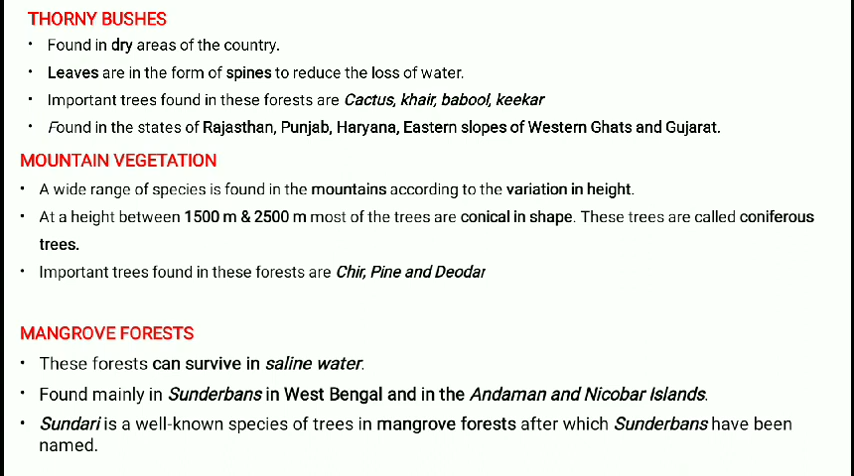 THORNY BUSHES
• Found in dry areas of the country.
• Leaves are in the form of spines to reduce the loss of water.
• Important trees found in these forests are Cactus, khair, babool, keekar
• Found in the states of Rajasthan, Punjab, Haryana, Eastern slopes of Western Ghats and Gujarat.
MOUNTAIN VEGETATION
• A wide range of species is found in the mountains according to the variation in height.
• At a height between 1500 m & 2500 m most of the trees are conical in shape. These trees are called coniferous
trees.
• Important trees found in these forests are Chir, Pine and Deodar
MANGROVE FORESTS
• These forests can survive in saline water.
• Found mainly in Sunderbans in West Bengal and in the Andaman and Nicobar Islands.
• Sundari is a well-known species of trees in mangrove forests after which Sunderbans have been
named.